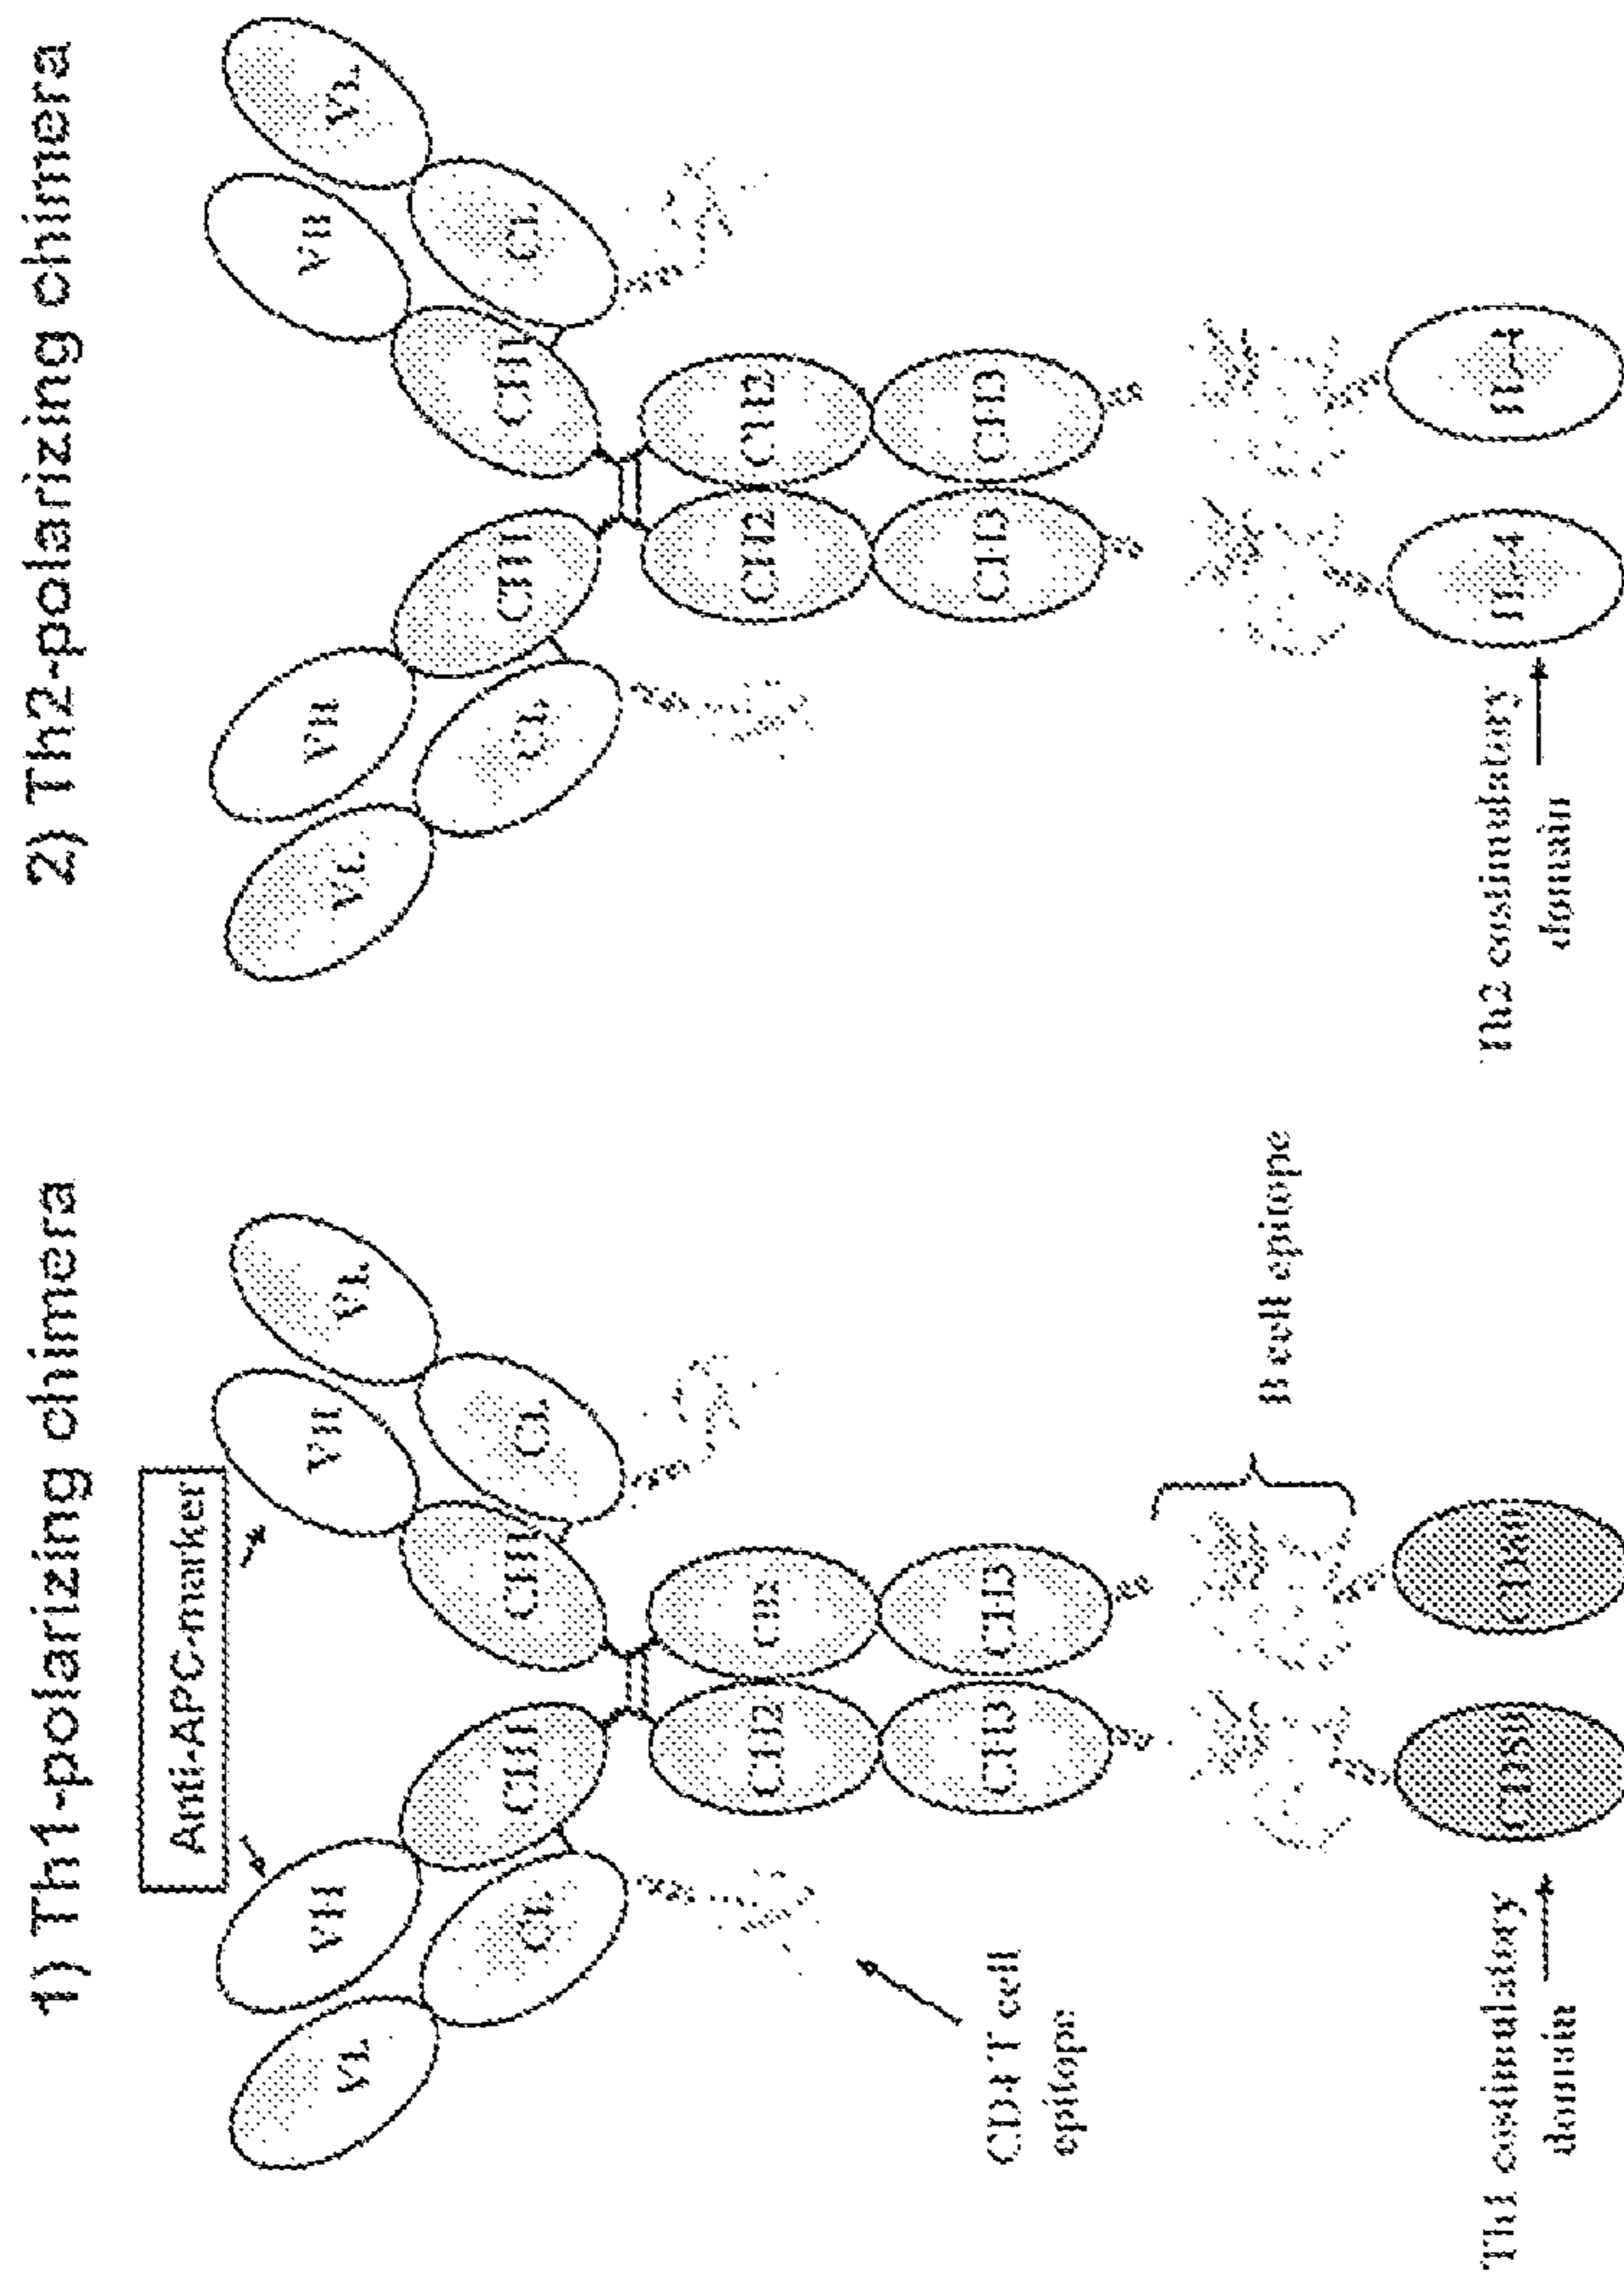 1) Th1-polarizing chimera
Anti-APC-marker
VL
VH
VH
VL
CL
CH1
CH1
CL
CH2
CH2
CH3
CH3
CD4 T cell
epitope
B cell epitope
Th1 costimulatory
domain
CD80
CD80
2) Th2-polarizing chimera
VL
VH
VH
VL
CL
CH1
CH1
CL
CH2
CH2
CH3
CH3
Th2 costimulatory
domain
IL-4
IL-4